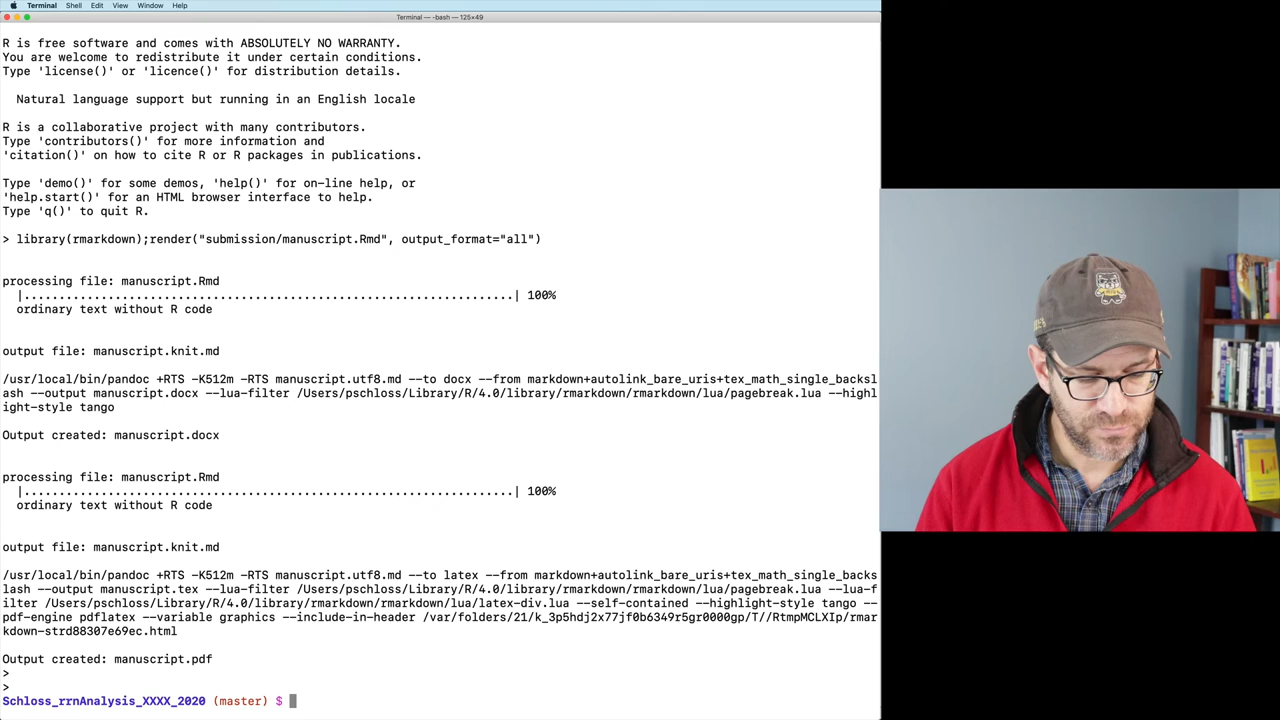 Terminal Shell Edit View Window Help
Terminal — -bash — 125×49
R is free software and comes with ABSOLUTELY NO WARRANTY.
You are welcome to redistribute it under certain conditions.
Type 'license()' or 'licence()' for distribution details.
Natural language support but running in an English locale
R is a collaborative project with many contributors.
Type 'contributors()' for more information and
'citation()' on how to cite R or R packages in publications.
Type 'demo()' for some demos, 'help()' for on-line help, or
'help.start()' for an HTML browser interface to help.
Type 'q()' to quit R.
> library(rmarkdown);render("submission/manuscript.Rmd", output_format="all")
processing file: manuscript.Rmd
|......................................................................| 100%
ordinary text without R code
output file: manuscript.knit.md
/usr/local/bin/pandoc +RTS -K512m -RTS manuscript.utf8.md --to docx --from markdown+autolink_bare_uris+tex_math_single_backsl
ash --output manuscript.docx --lua-filter /Users/pschloss/Library/R/4.0/library/rmarkdown/rmarkdown/lua/pagebreak.lua --highl
ight-style tango
Output created: manuscript.docx
processing file: manuscript.Rmd
|......................................................................| 100%
ordinary text without R code
output file: manuscript.knit.md
/usr/local/bin/pandoc +RTS -K512m -RTS manuscript.utf8.md --to latex --from markdown+autolink_bare_uris+tex_math_single_backs
lash --output manuscript.tex --lua-filter /Users/pschloss/Library/R/4.0/library/rmarkdown/rmarkdown/lua/pagebreak.lua --lua-f
ilter /Users/pschloss/Library/R/4.0/library/rmarkdown/rmarkdown/lua/latex-div.lua --self-contained --highlight-style tango --
pdf-engine pdflatex --variable graphics --include-in-header /var/folders/21/k_3p5hdj2x77jf0b6349r5gr0000gp/T//RtmpMCLXIp/rmar
kdown-strd88307e69ec.html
Output created: manuscript.pdf
>
>
Schloss_rrnAnalysis_XXXX_2020 (master) $